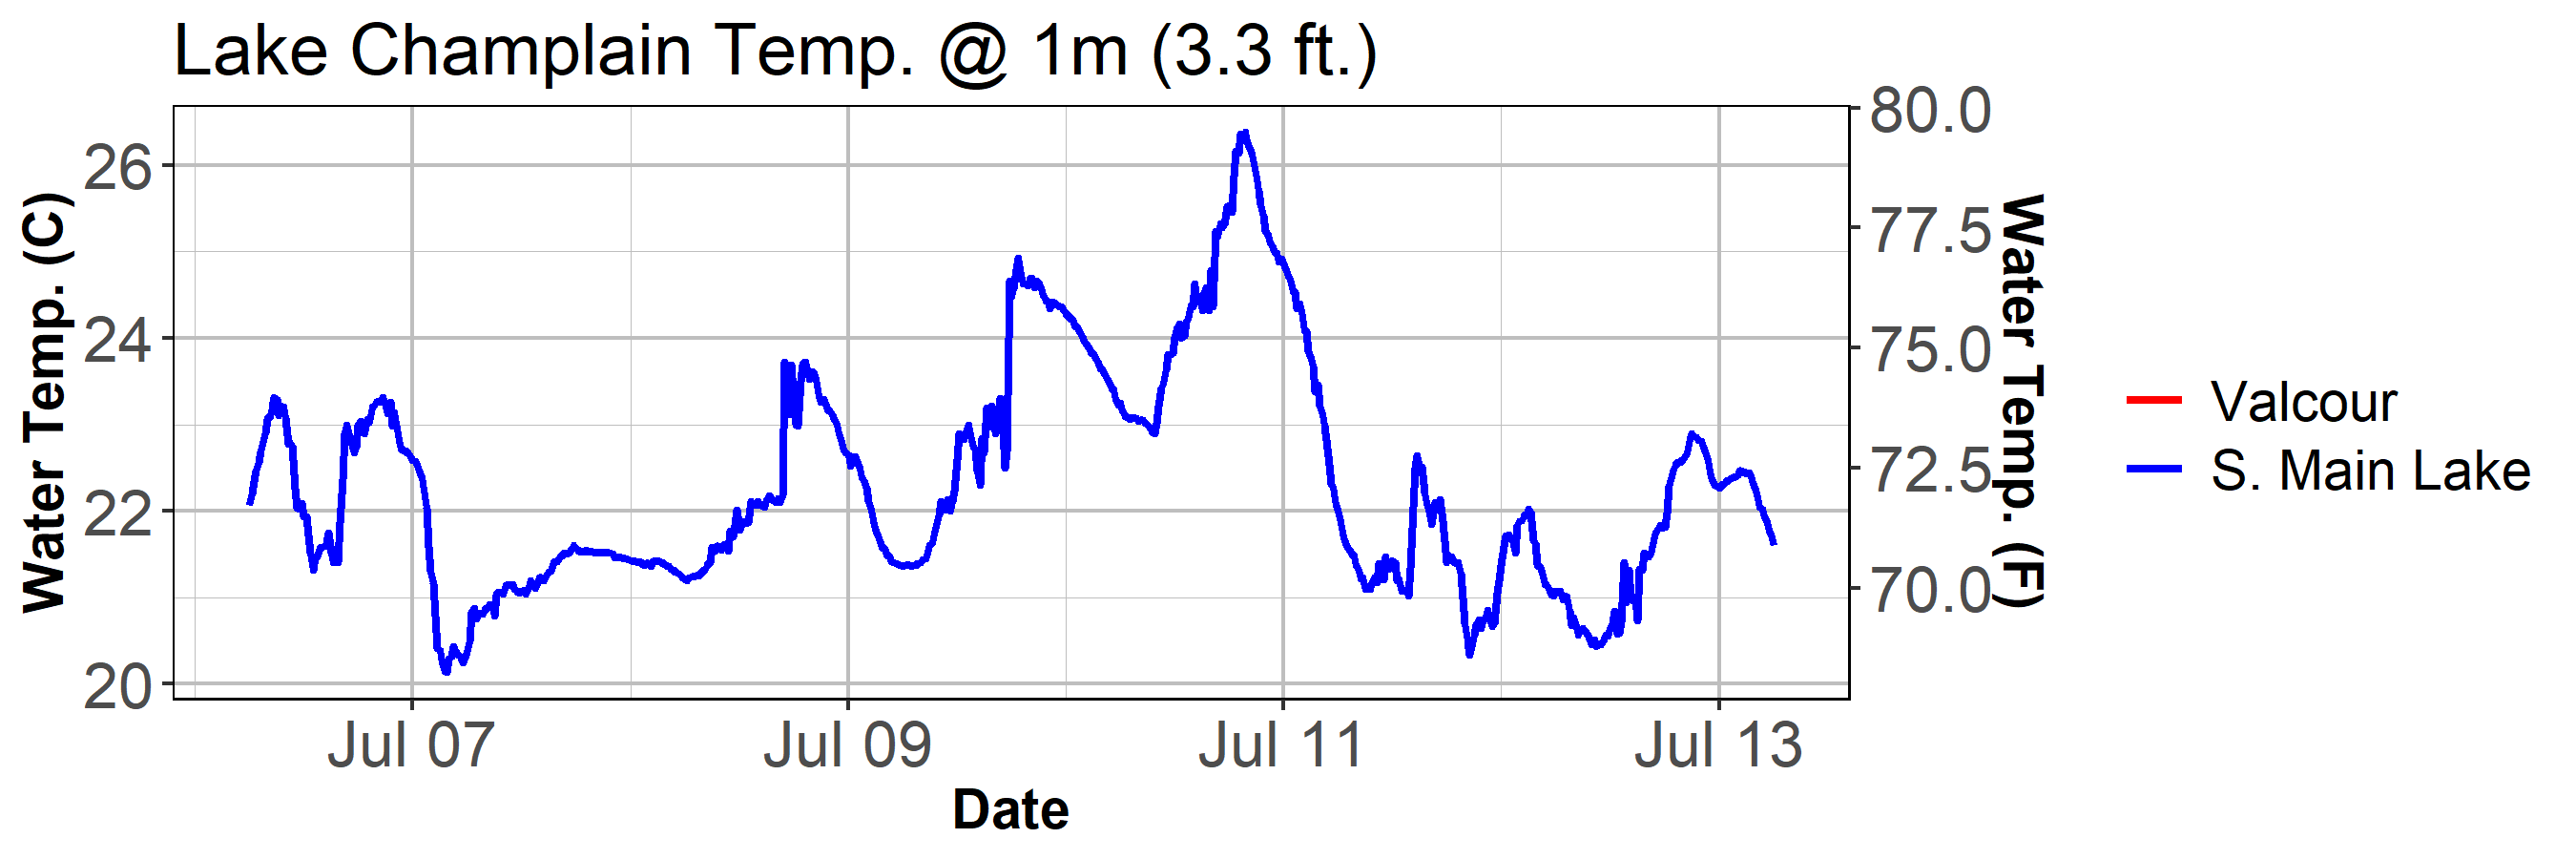 Lake Champlain Temp. @ 1m (3.3 ft.)
Water Temp. (C)
26
24
22
20
80.0
77.5
75.0
72.5
70.0
Water Temp. (F)
Jul 07
Jul 09
Jul 11
Jul 13
Date
Valcour
S. Main Lake